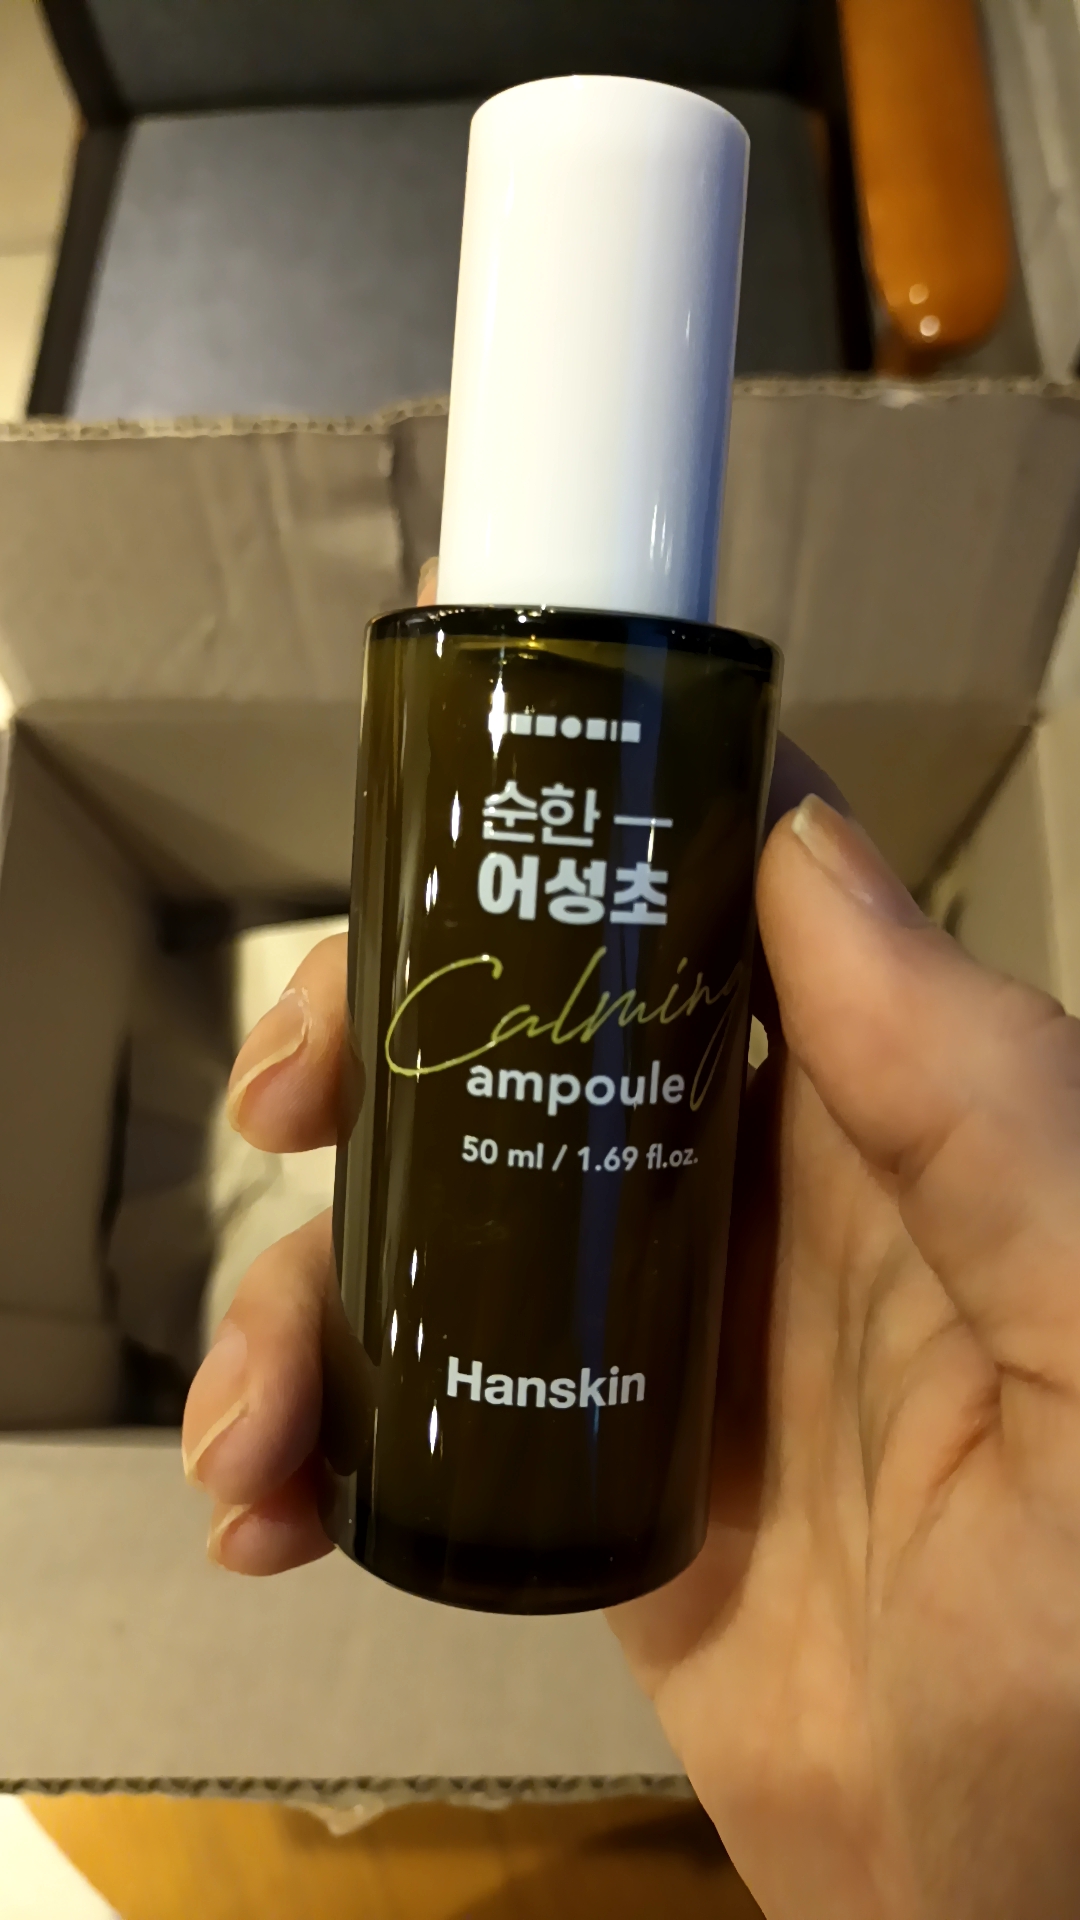 순한 —
어성초
Calming
ampoule
50 ml / 1.69 fl.oz.
Hanskin